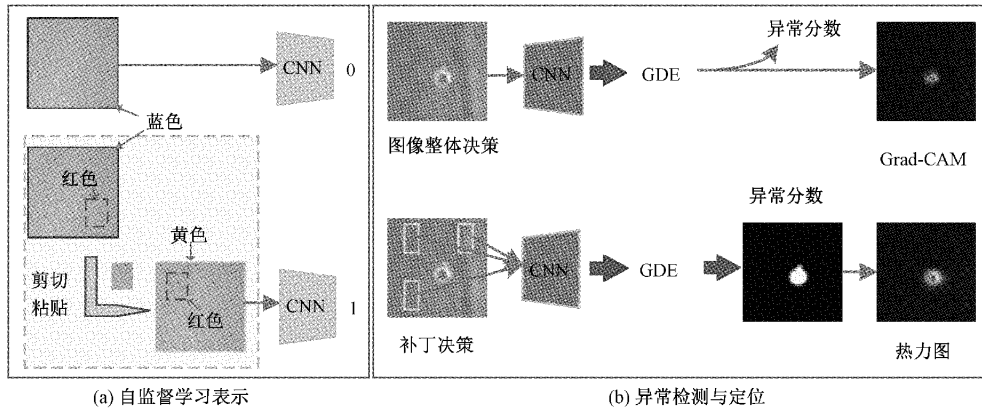 CNN
0
蓝色
红色
黄色
剪切
粘贴
红色
CNN
1
(a) 自监督学习表示
异常分数
CNN
GDE
图像整体决策
Grad-CAM
异常分数
CNN
GDE
补丁决策
热力图
(b) 异常检测与定位